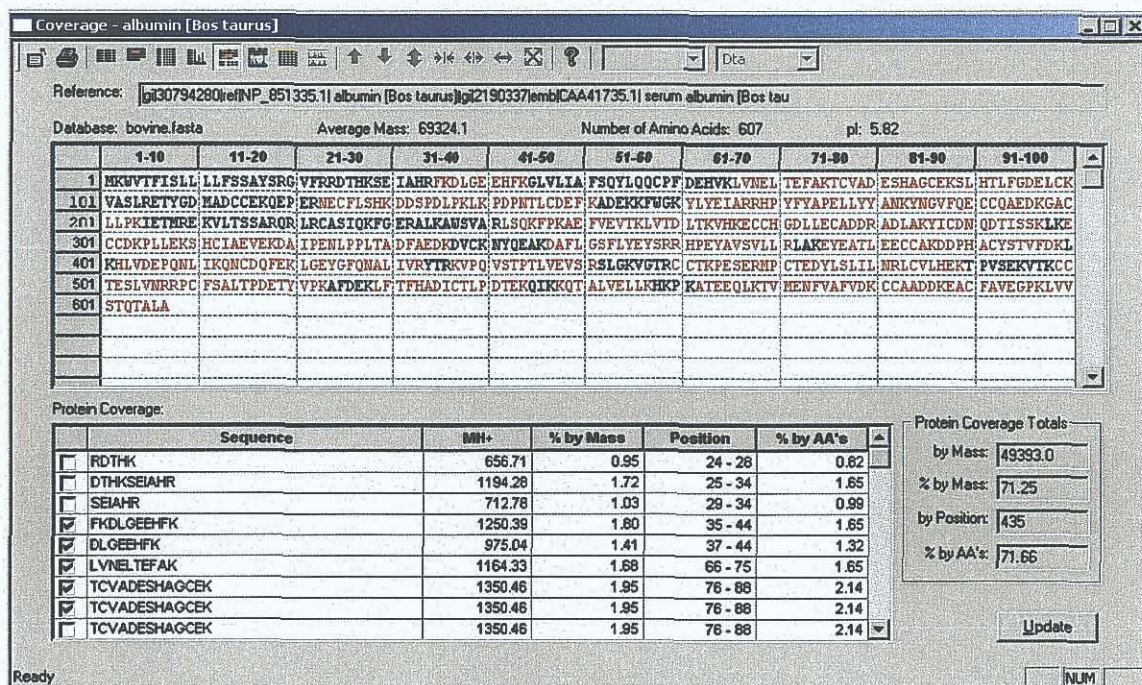 Coverage - albumin [Bos taurus]
Dta
Reference: |gi|30794280|ref|NP_851335.1| albumin [Bos taurus]|gi|2190337|emb|CAA41735.1| serum albumin [Bos tau
Database: bovine.fasta Average Mass: 69324.1 Number of Amino Acids: 607 pI: 5.82
1-10 11-20 21-30 31-40 41-50 51-60 61-70 71-80 81-90 91-100
1 MKWVTFISLL LLFSSAYSRG VFRRDTHKSE IAHRFKDLGE EHFKGLVLIA FSQYLQQCPF DEHVKLVNEL TEFAKTCVAD ESHAGCEKSL HTLFGDELCK
101 VASLRETYGD MADCCEKQEP ERNECFLSHK DDSPDLPKLK PDPNTLCDEF KADEKKFWGK YLYEIARRHP YFYAPELLYY ANKYNGVFQE CCQAEDKGAC
201 LLPKIETMRE KVLTSSARQR LRCASIQKFG ERALKAWSVA RLSQKFPKAE FVEVTKLVTD LTKVHKECCH GDLLECADDR ADLAKYICDN QDTISSKLKE
301 CCDKPLLEKS HCIAEVEKDA IPENLPPLTA DFAEDKDVCK NYQEAKDAFL GSFLYEYSRR HPEYAVSVLL RLAKEYEATL EECCAKDDPH ACYSTVFDKL
401 KHLVDEPQNL IKQNCDQFEK LGEYGFQNAL IVRYTRKVPQ VSTPTLVEVS RSLGKVGTRC CTKPESERMP CTEDYLSLIL NRLCVLHEKT PVSEKVTKCC
501 TESLVNRRPC FSALTPDETY VPKAFDEKLF TFHADICTLP DTEKQIKKQT ALVELLKHKP KATEEQLKTV MENFVAFVDK CCAADDKEAC FAVEGPKLVV
601 STQTALA
Protein Coverage:
Sequence MH+ % by Mass Position % by AA's
RDTHK 656.71 0.95 24 - 28 0.82
DTHKSEIAHR 1194.28 1.72 25 - 34 1.65
SEIAHR 712.78 1.03 29 - 34 0.99
FKDLGEEHFK 1250.39 1.80 35 - 44 1.65
DLGEEHFK 975.04 1.41 37 - 44 1.32
LVNELTEFAK 1164.33 1.68 66 - 75 1.65
TCVADESHAGCEK 1350.46 1.95 76 - 88 2.14
TCVADESHAGCEK 1350.46 1.95 76 - 88 2.14
TCVADESHAGCEK 1350.46 1.95 76 - 88 2.14
Protein Coverage Totals
by Mass: 49393.0
% by Mass: 71.25
by Position: 435
% by AA's: 71.66
Update
Ready
NUM